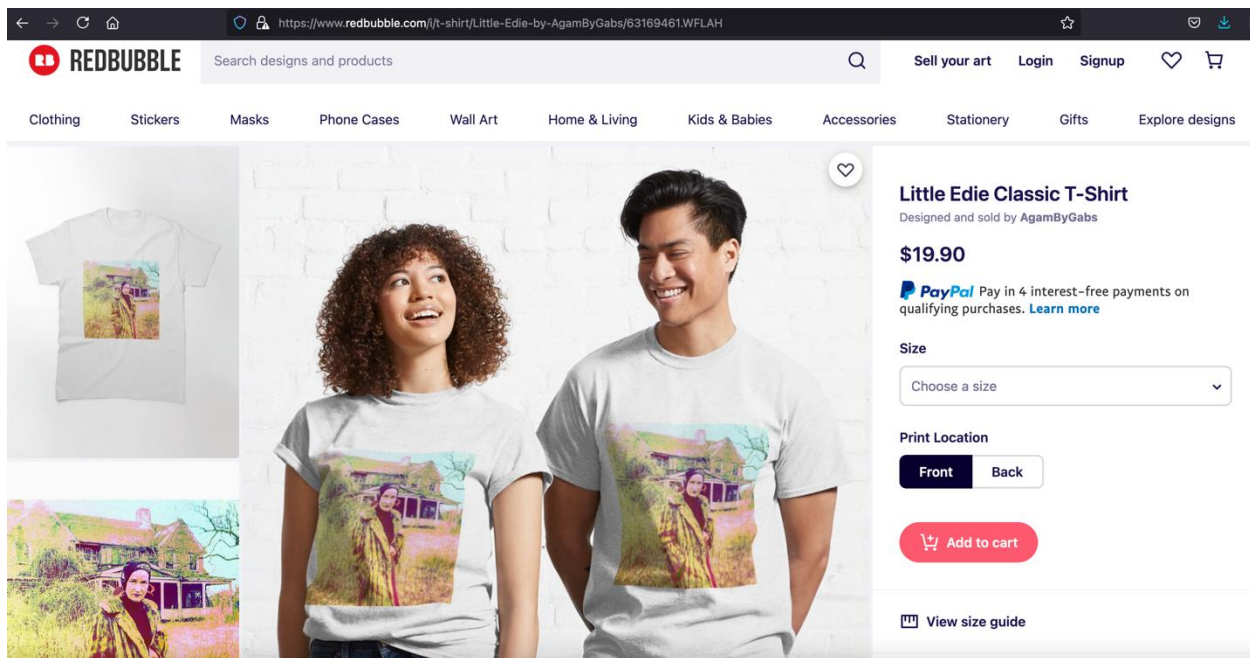 https://www.redbubble.com/i/t-shirt/Little-Edie-by-AgamByGabs/63169461.WFLAH
RB REDBUBBLE
Search designs and products
Sell your art
Login
Signup
Clothing
Stickers
Masks
Phone Cases
Wall Art
Home & Living
Kids & Babies
Accessories
Stationery
Gifts
Explore designs
Little Edie Classic T-Shirt
Designed and sold by AgamByGabs
$19.90
PayPal Pay in 4 interest-free payments on
qualifying purchases. Learn more
Size
Choose a size
Print Location
Front
Back
Add to cart
View size guide